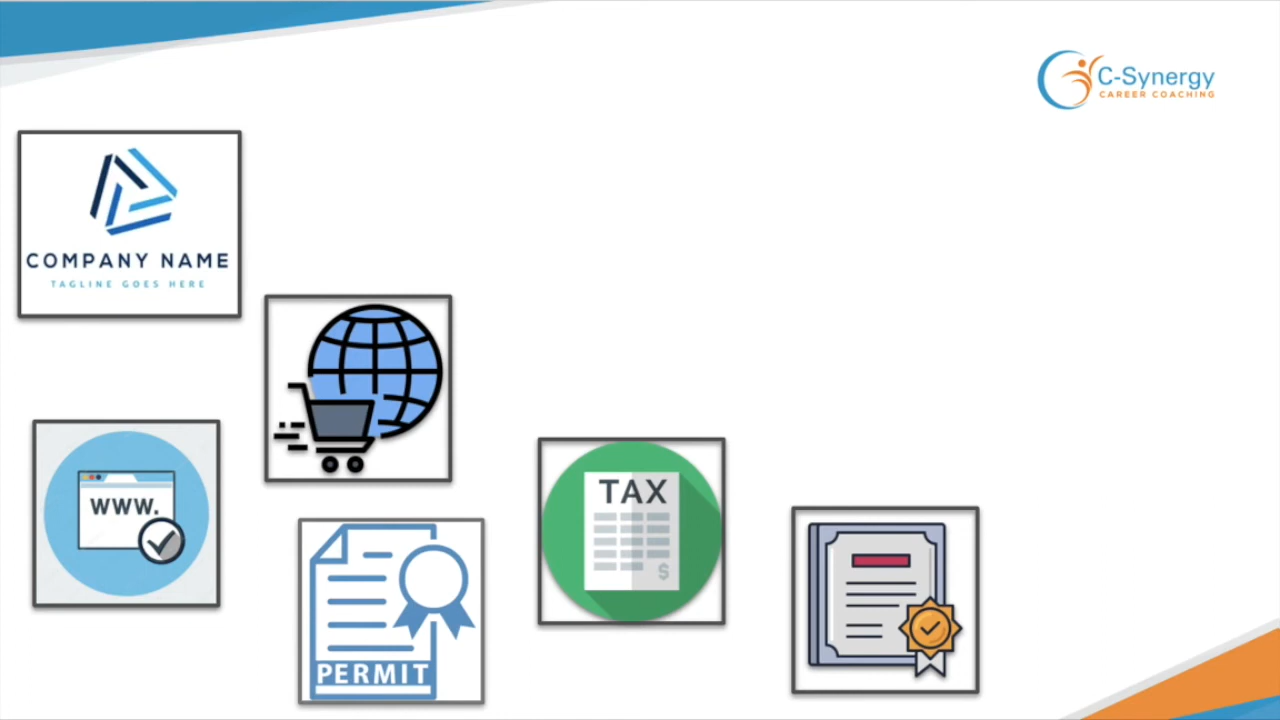 C-Synergy
CAREER COACHING
COMPANY NAME
TAGLINE GOES HERE
WWW.
TAX
$
PERMIT